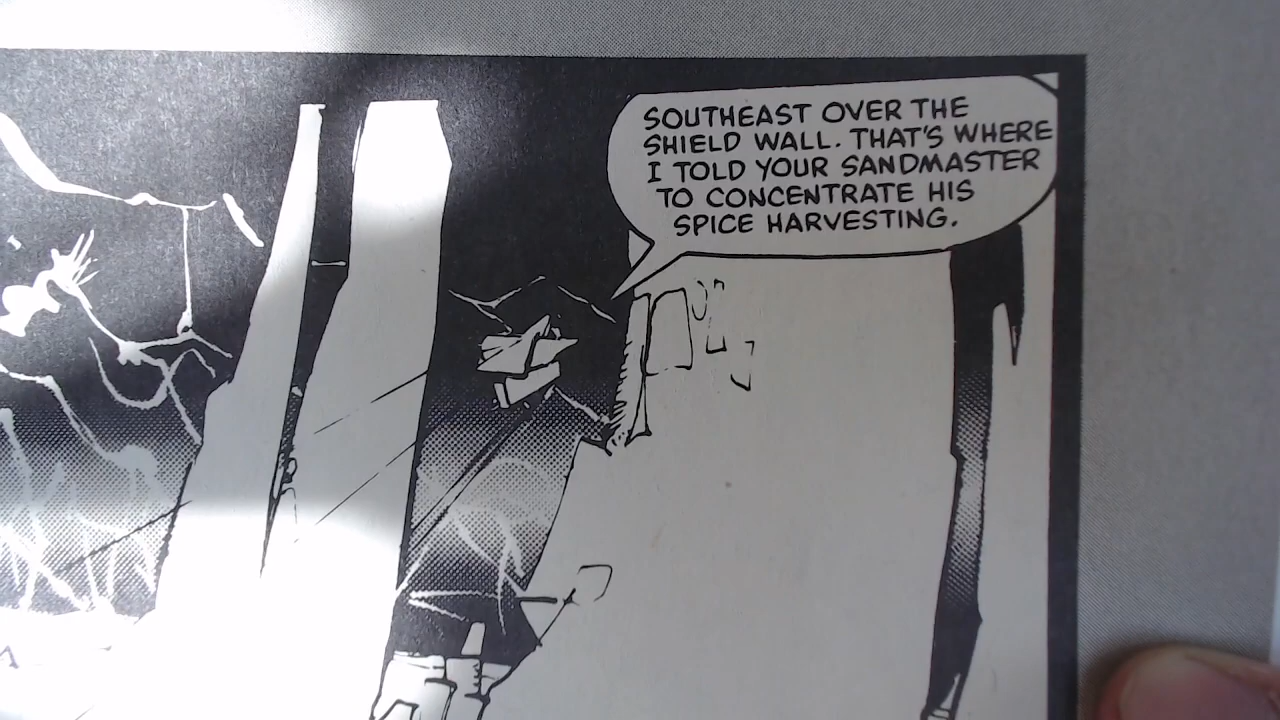 SOUTHEAST OVER THE
SHIELD WALL. THAT'S WHERE
I TOLD YOUR SANDMASTER
TO CONCENTRATE HIS
SPICE HARVESTING.